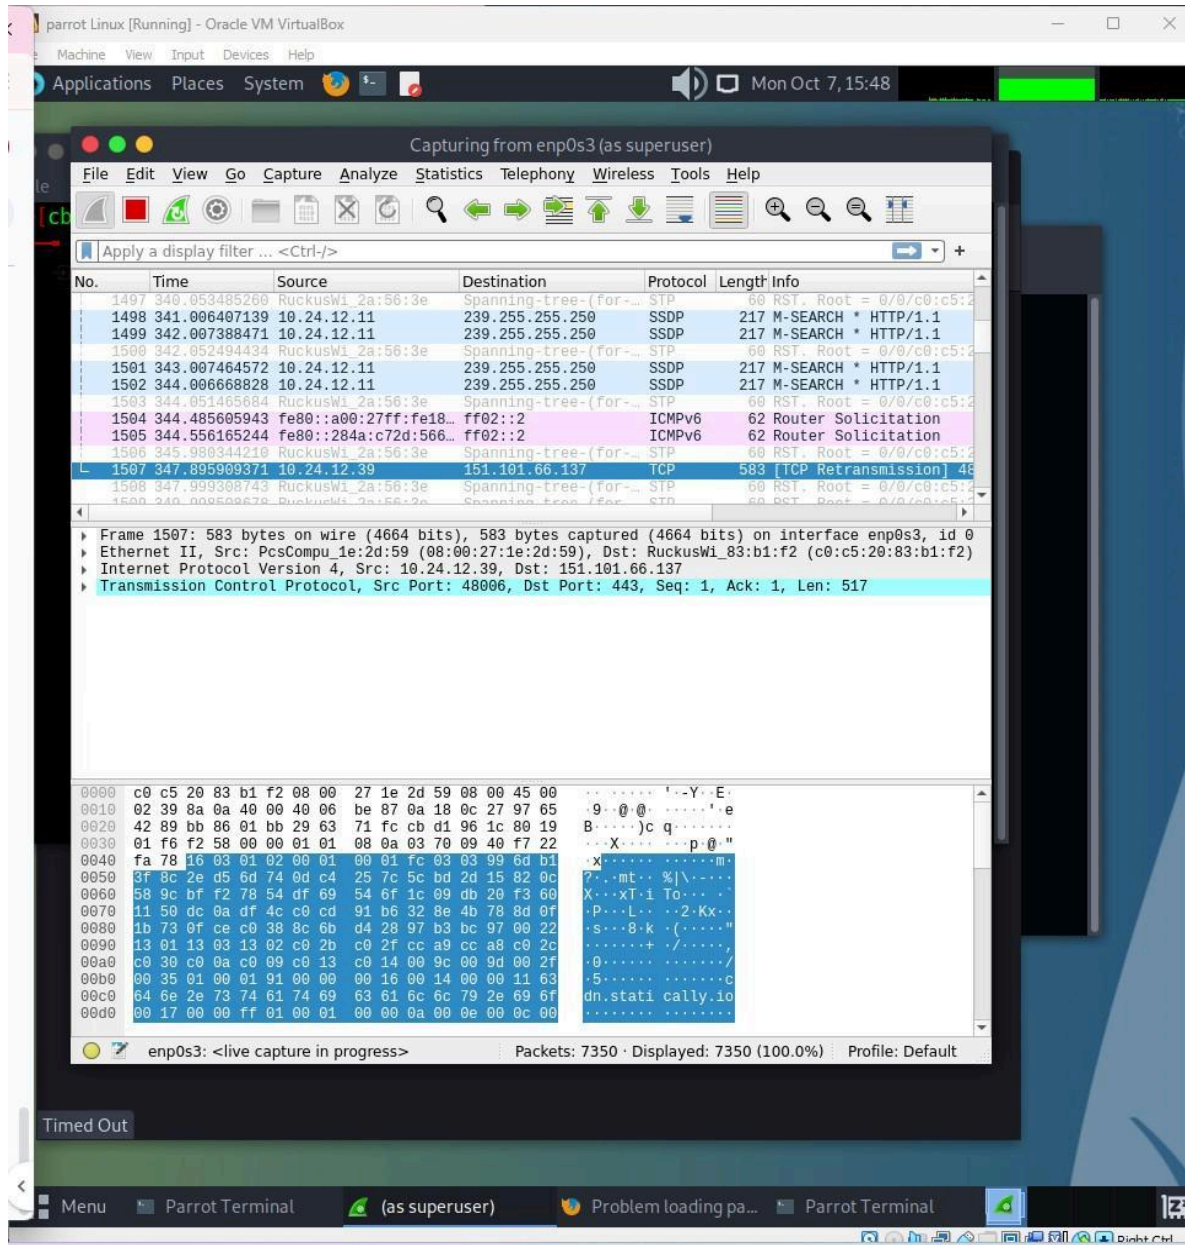 parrot Linux [Running] - Oracle VM VirtualBox
Machine View Input Devices Help
Applications Places System Mon Oct 7, 15:48
Capturing from enp0s3 (as superuser)
File Edit View Go Capture Analyze Statistics Telephony Wireless Tools Help
[cb
Apply a display filter ... <Ctrl-/>
No. Time Source Destination Protocol Length Info
1497 340.053485260 RuckusWi_2a:56:3e Spanning-tree-(for-… STP 60 RST. Root = 0/0/c0:c5:2
1498 341.006407139 10.24.12.11 239.255.255.250 SSDP 217 M-SEARCH * HTTP/1.1
1499 342.007388471 10.24.12.11 239.255.255.250 SSDP 217 M-SEARCH * HTTP/1.1
1500 342.052494434 RuckusWi_2a:56:3e Spanning-tree-(for-… STP 60 RST. Root = 0/0/c0:c5:2
1501 343.007464572 10.24.12.11 239.255.255.250 SSDP 217 M-SEARCH * HTTP/1.1
1502 344.006668828 10.24.12.11 239.255.255.250 SSDP 217 M-SEARCH * HTTP/1.1
1503 344.051465684 RuckusWi_2a:56:3e Spanning-tree-(for-… STP 60 RST. Root = 0/0/c0:c5:2
1504 344.485605943 fe80::a00:27ff:fe18… ff02::2 ICMPv6 62 Router Solicitation
1505 344.556165244 fe80::284a:c72d:566… ff02::2 ICMPv6 62 Router Solicitation
1506 345.980344210 RuckusWi_2a:56:3e Spanning-tree-(for-… STP 60 RST. Root = 0/0/c0:c5:2
1507 347.895909371 10.24.12.39 151.101.66.137 TCP 583 [TCP Retransmission] 48
1508 347.999308743 RuckusWi_2a:56:3e Spanning-tree-(for-… STP 60 RST. Root = 0/0/c0:c5:2
Frame 1507: 583 bytes on wire (4664 bits), 583 bytes captured (4664 bits) on interface enp0s3, id 0
Ethernet II, Src: PcsCompu_1e:2d:59 (08:00:27:1e:2d:59), Dst: RuckusWi_83:b1:f2 (c0:c5:20:83:b1:f2)
Internet Protocol Version 4, Src: 10.24.12.39, Dst: 151.101.66.137
Transmission Control Protocol, Src Port: 48006, Dst Port: 443, Seq: 1, Ack: 1, Len: 517
0000 c0 c5 20 83 b1 f2 08 00 27 1e 2d 59 08 00 45 00 ·· ····· '·-Y··E·
0010 02 39 8a 0a 40 00 40 06 be 87 0a 18 0c 27 97 65 ·9··@·@· ·····'·e
0020 42 89 bb 86 01 bb 29 63 71 fc cb d1 96 1c 80 19 B·····)c q·······
0030 01 f6 f2 58 00 00 01 01 08 0a 03 70 09 40 f7 22 ···X···· ···p·@·"
0040 fa 78 16 03 01 02 00 01 00 01 fc 03 03 99 6d b1 ·x······ ······m·
0050 3f 8c 2e d5 6d 74 0d c4 25 7c 5c bd 2d 15 82 0c ?·.·mt·· %|\·-···
0060 58 9c bf f2 78 54 df 69 54 6f 1c 09 db 20 f3 60 X···xT·i To··· ·`
0070 11 50 dc 0a df 4c c0 cd 91 b6 32 8e 4b 78 8d 0f ·P···L·· ··2·Kx··
0080 1b 73 0f ce c0 38 8c 6b d4 28 97 b3 bc 97 00 22 ·s···8·k ·(·····"
0090 13 01 13 03 13 02 c0 2b c0 2f cc a9 cc a8 c0 2c ·······+ ·/·····,
00a0 c0 30 c0 0a c0 09 c0 13 c0 14 00 9c 00 9d 00 2f ·0······ ·······/
00b0 00 35 01 00 01 91 00 00 00 16 00 14 00 00 11 63 ·5······ ·······c
00c0 64 6e 2e 73 74 61 74 69 63 61 6c 6c 79 2e 69 6f dn.stati cally.io
00d0 00 17 00 00 ff 01 00 01 00 00 0a 00 0e 00 0c 00 ········ ········
enp0s3: <live capture in progress> Packets: 7350 · Displayed: 7350 (100.0%) Profile: Default
Timed Out
Menu Parrot Terminal (as superuser) Problem loading pa... Parrot Terminal
Right Ctrl